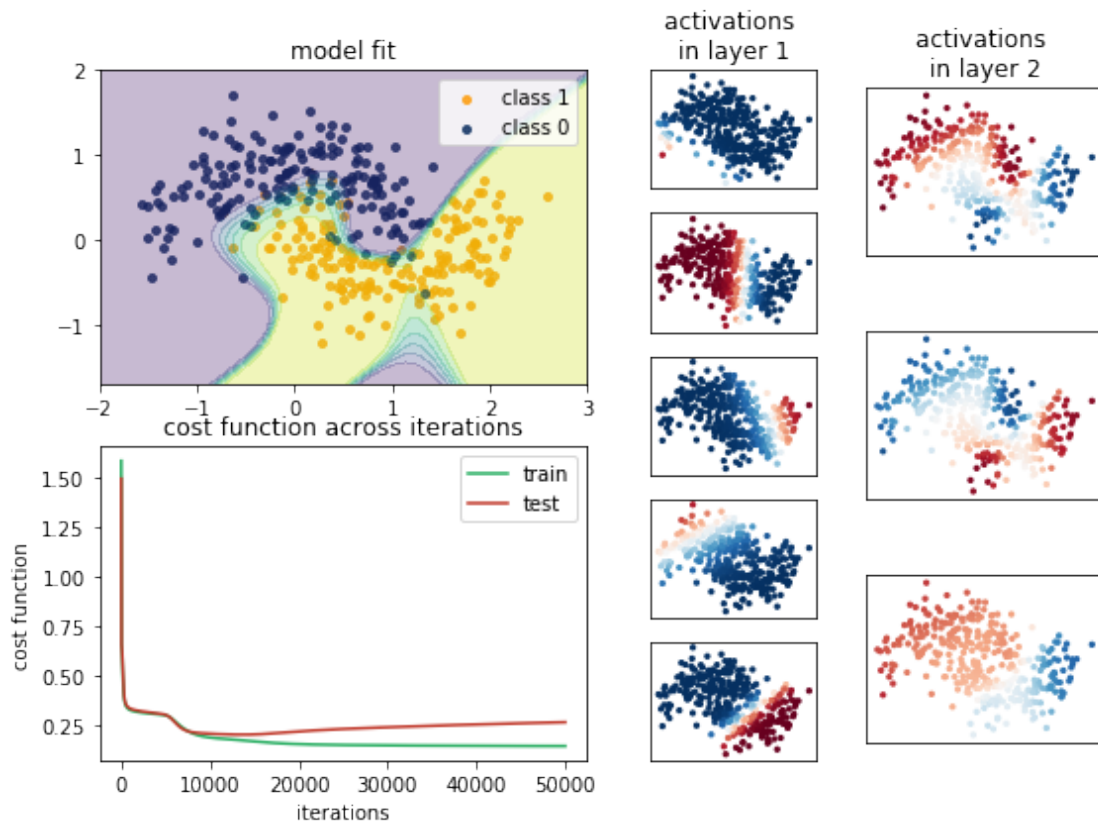 model fit
class 1
class 0
2
1
0
−1
−2
−1
0
1
2
3
cost function across iterations
train
test
1.50
1.25
1.00
0.75
0.50
0.25
cost function
0
10000
20000
30000
40000
50000
iterations
activations
in layer 1
activations
in layer 2